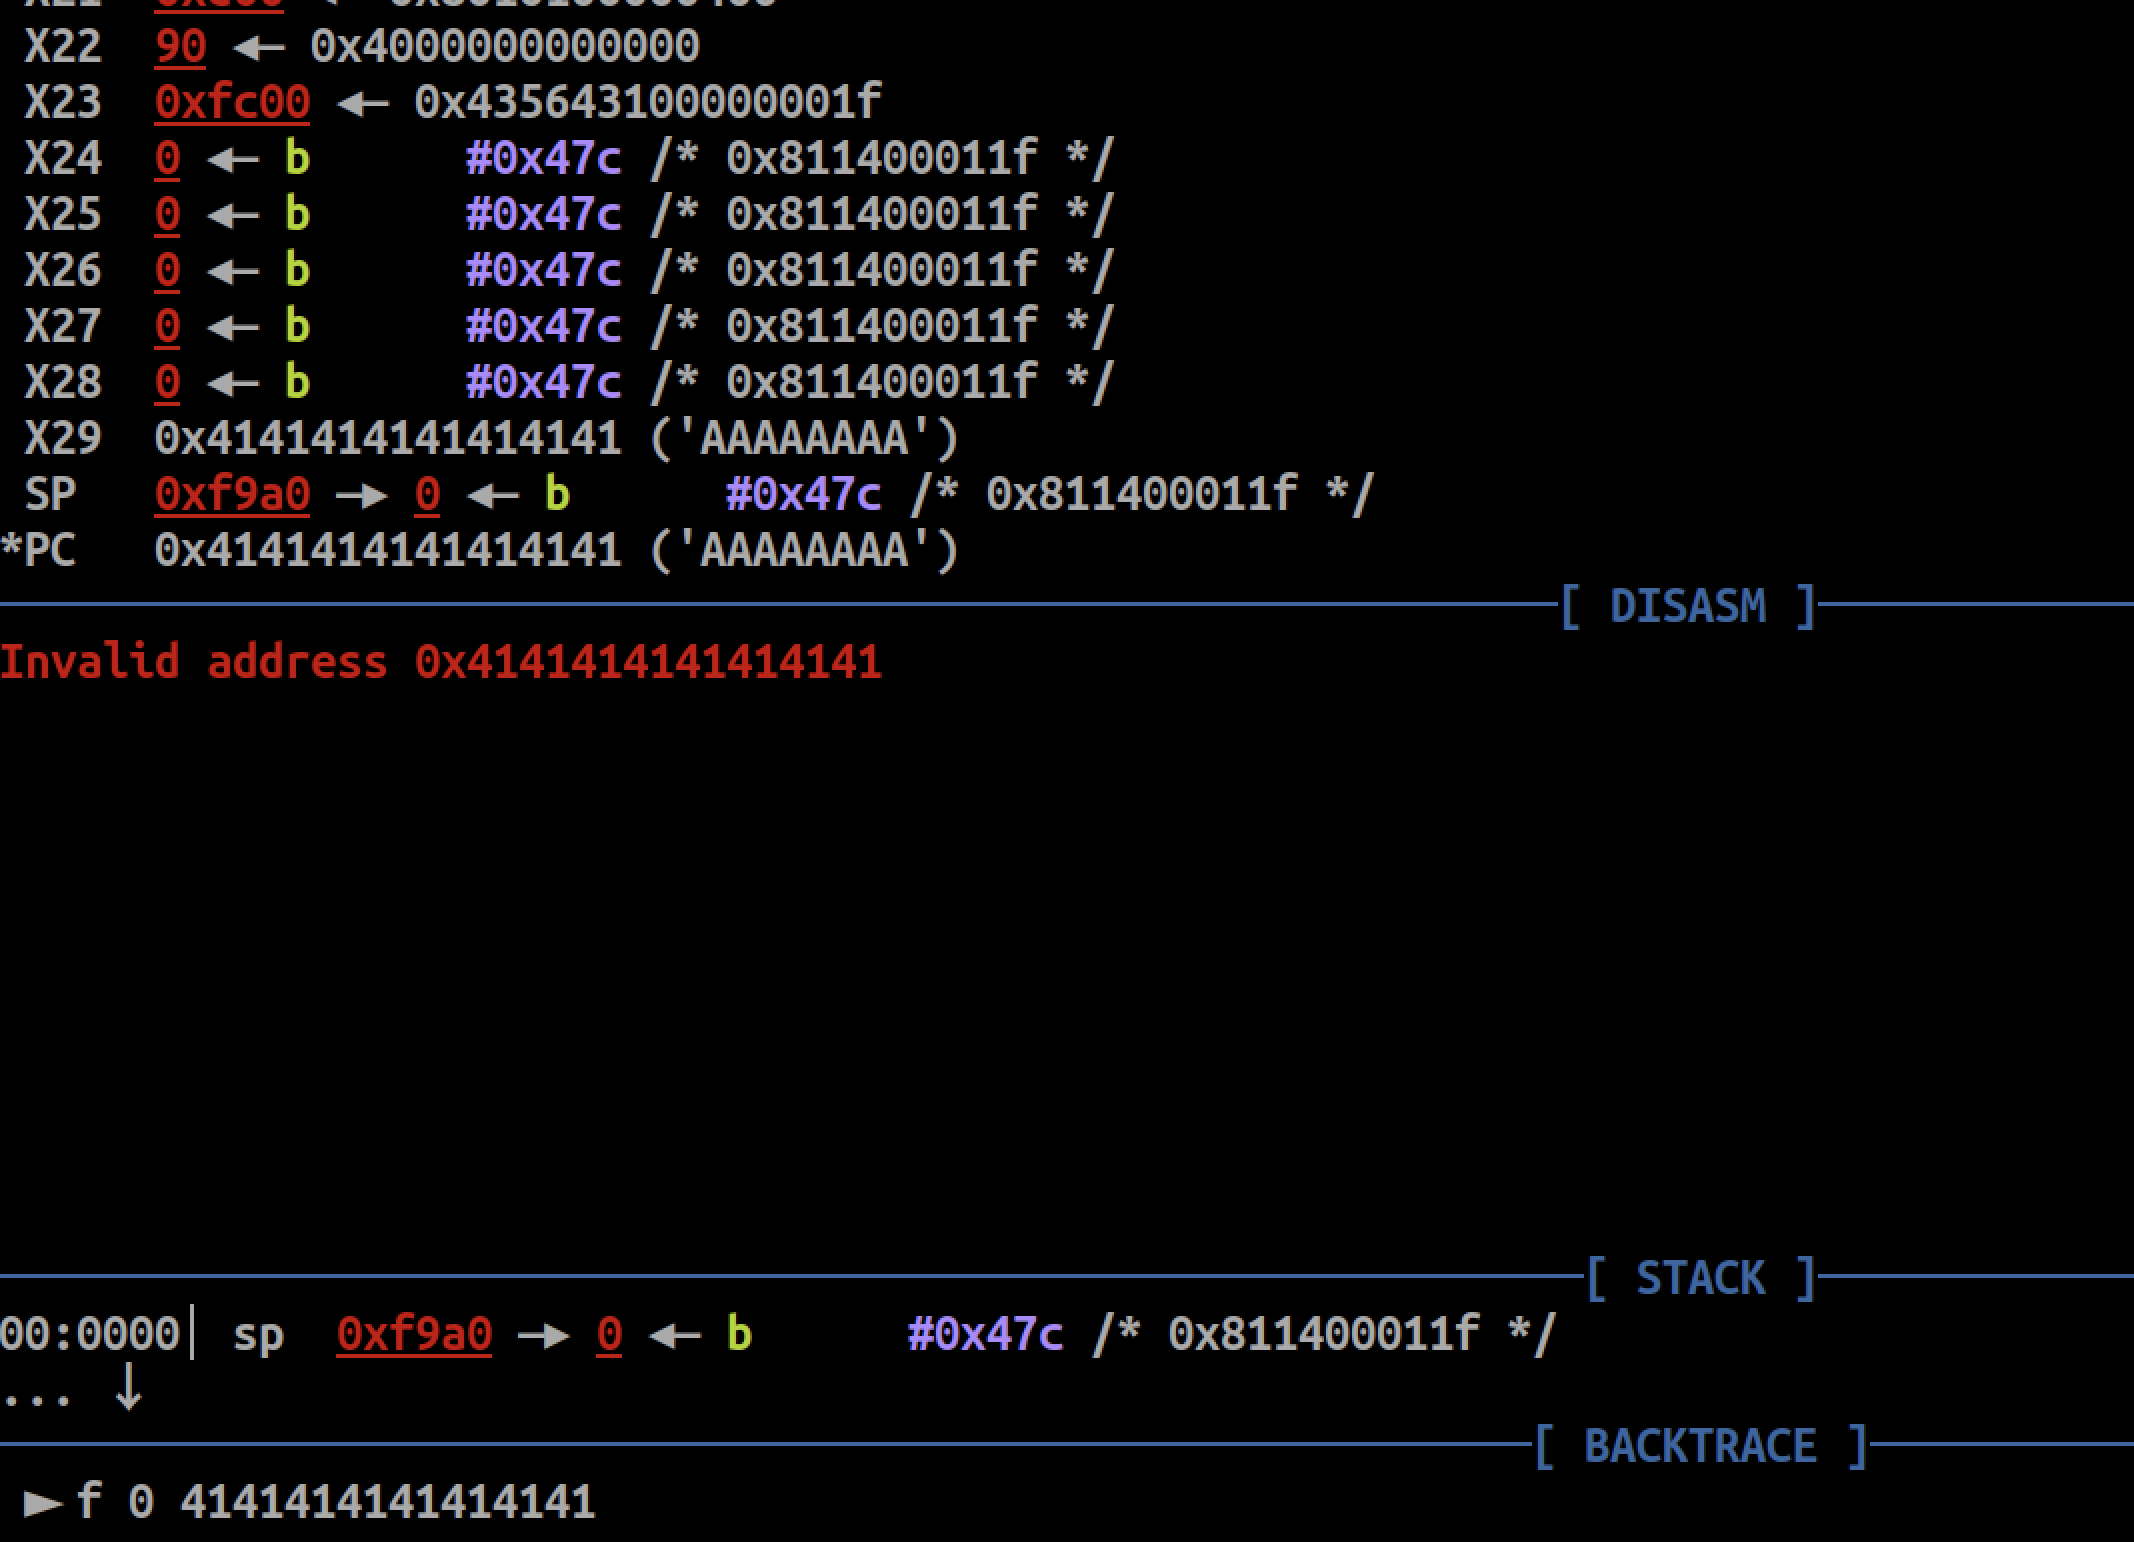 X22 90 ◄— 0x4000000000000
X23 0xfc00 ◄— 0x435643100000001f
X24 0 ◄— b #0x47c /* 0x811400011f */
X25 0 ◄— b #0x47c /* 0x811400011f */
X26 0 ◄— b #0x47c /* 0x811400011f */
X27 0 ◄— b #0x47c /* 0x811400011f */
X28 0 ◄— b #0x47c /* 0x811400011f */
X29 0x4141414141414141 ('AAAAAAAA')
SP 0xf9a0 —► 0 ◄— b #0x47c /* 0x811400011f */
*PC 0x4141414141414141 ('AAAAAAAA')
[ DISASM ]
Invalid address 0x4141414141414141
[ STACK ]
00:0000│ sp 0xf9a0 —► 0 ◄— b #0x47c /* 0x811400011f */
... ↓
[ BACKTRACE ]
► f 0 4141414141414141